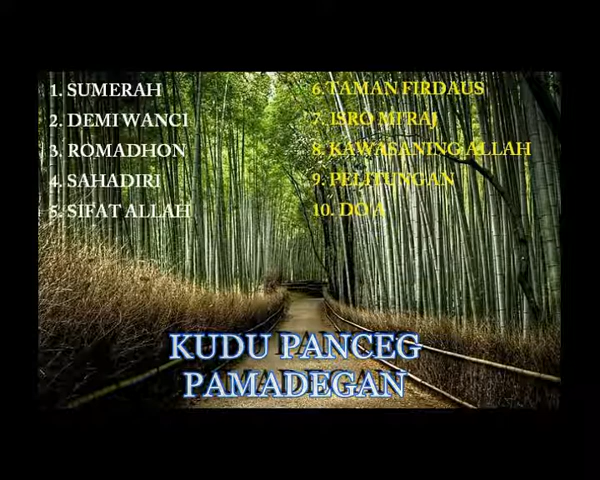 1. SUMERAH
2. DEMI WANCI
3. ROMADHON
4. SAHADIRI
5. SIFAT ALLAH
6. TAMAN FIRDAUS
7. ISRO MI'RAJ
8. KAWASANING ALLAH
9. PELITUNGAN
10. DO'A
KUDU PANCEG
PAMADEGAN